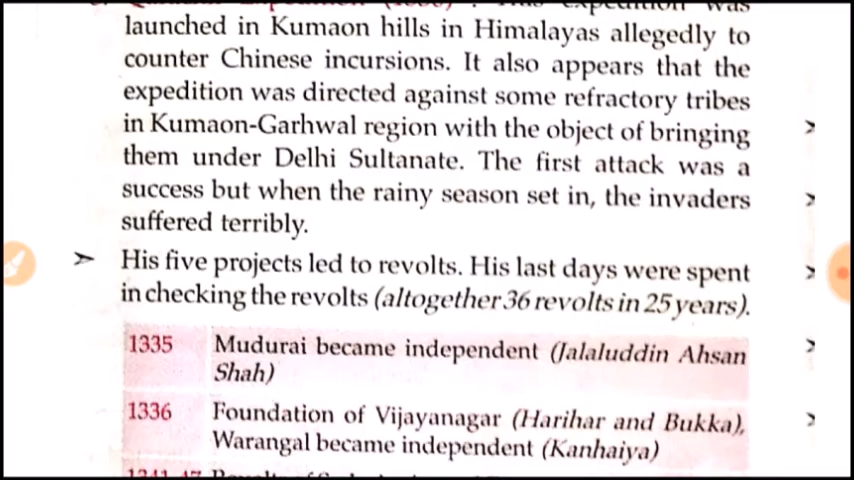 launched in Kumaon hills in Himalayas allegedly to
counter Chinese incursions. It also appears that the
expedition was directed against some refractory tribes
in Kumaon-Garhwal region with the object of bringing
them under Delhi Sultanate. The first attack was a
success but when the rainy season set in, the invaders
suffered terribly.
➢ His five projects led to revolts. His last days were spent
in checking the revolts (altogether 36 revolts in 25 years).
1335 Mudurai became independent (Jalaluddin Ahsan
Shah)
1336 Foundation of Vijayanagar (Harihar and Bukka),
Warangal became independent (Kanhaiya)